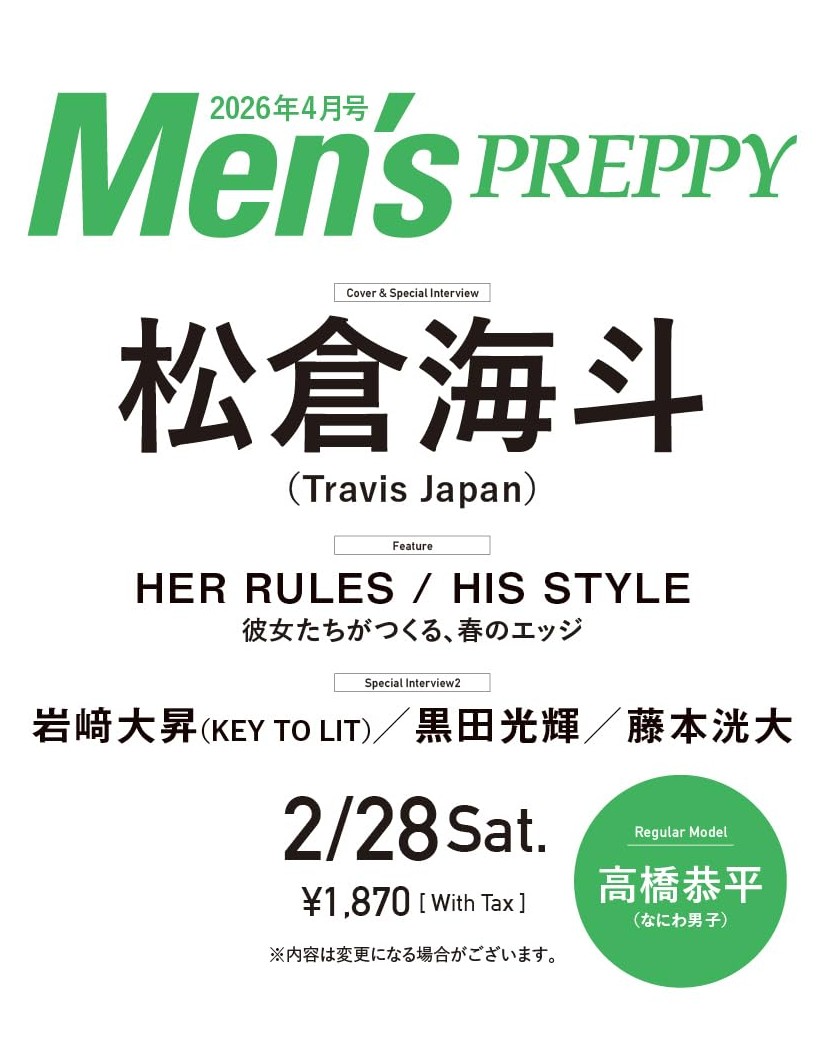 2026年4月号
Men's PREPPY
Cover & Special Interview
松倉海斗
（Travis Japan）
Feature
HER RULES / HIS STYLE
彼女たちがつくる、春のエッジ
Special Interview2
岩﨑大昇（KEY TO LIT）／黒田光輝／藤本洸大
2/28 Sat.
¥1,870 [ With Tax ]
※内容は変更になる場合がございます。
Regular Model
高橋恭平
（なにわ男子）